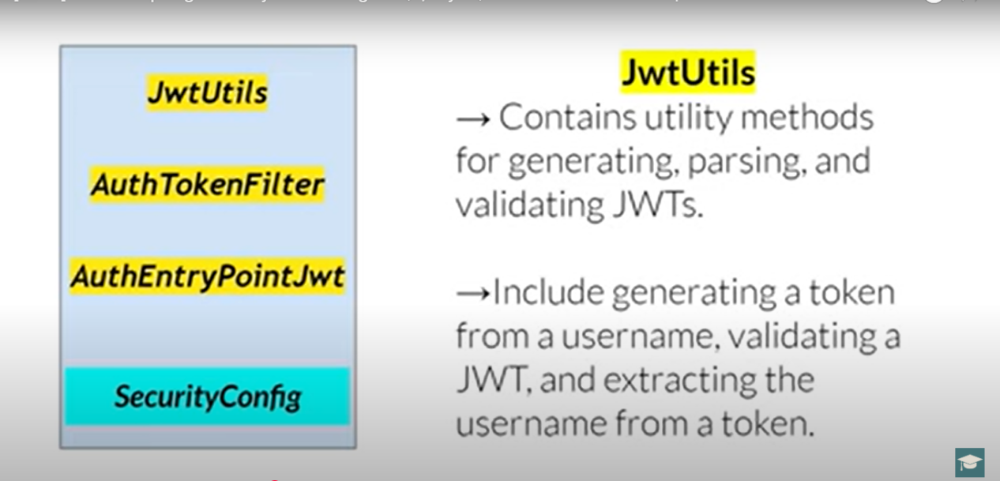 JwtUtils
AuthTokenFilter
AuthEntryPointJwt
SecurityConfig
JwtUtils
→ Contains utility methods
for generating, parsing, and
validating JWTs.
→Include generating a token
from a username, validating a
JWT, and extracting the
username from a token.